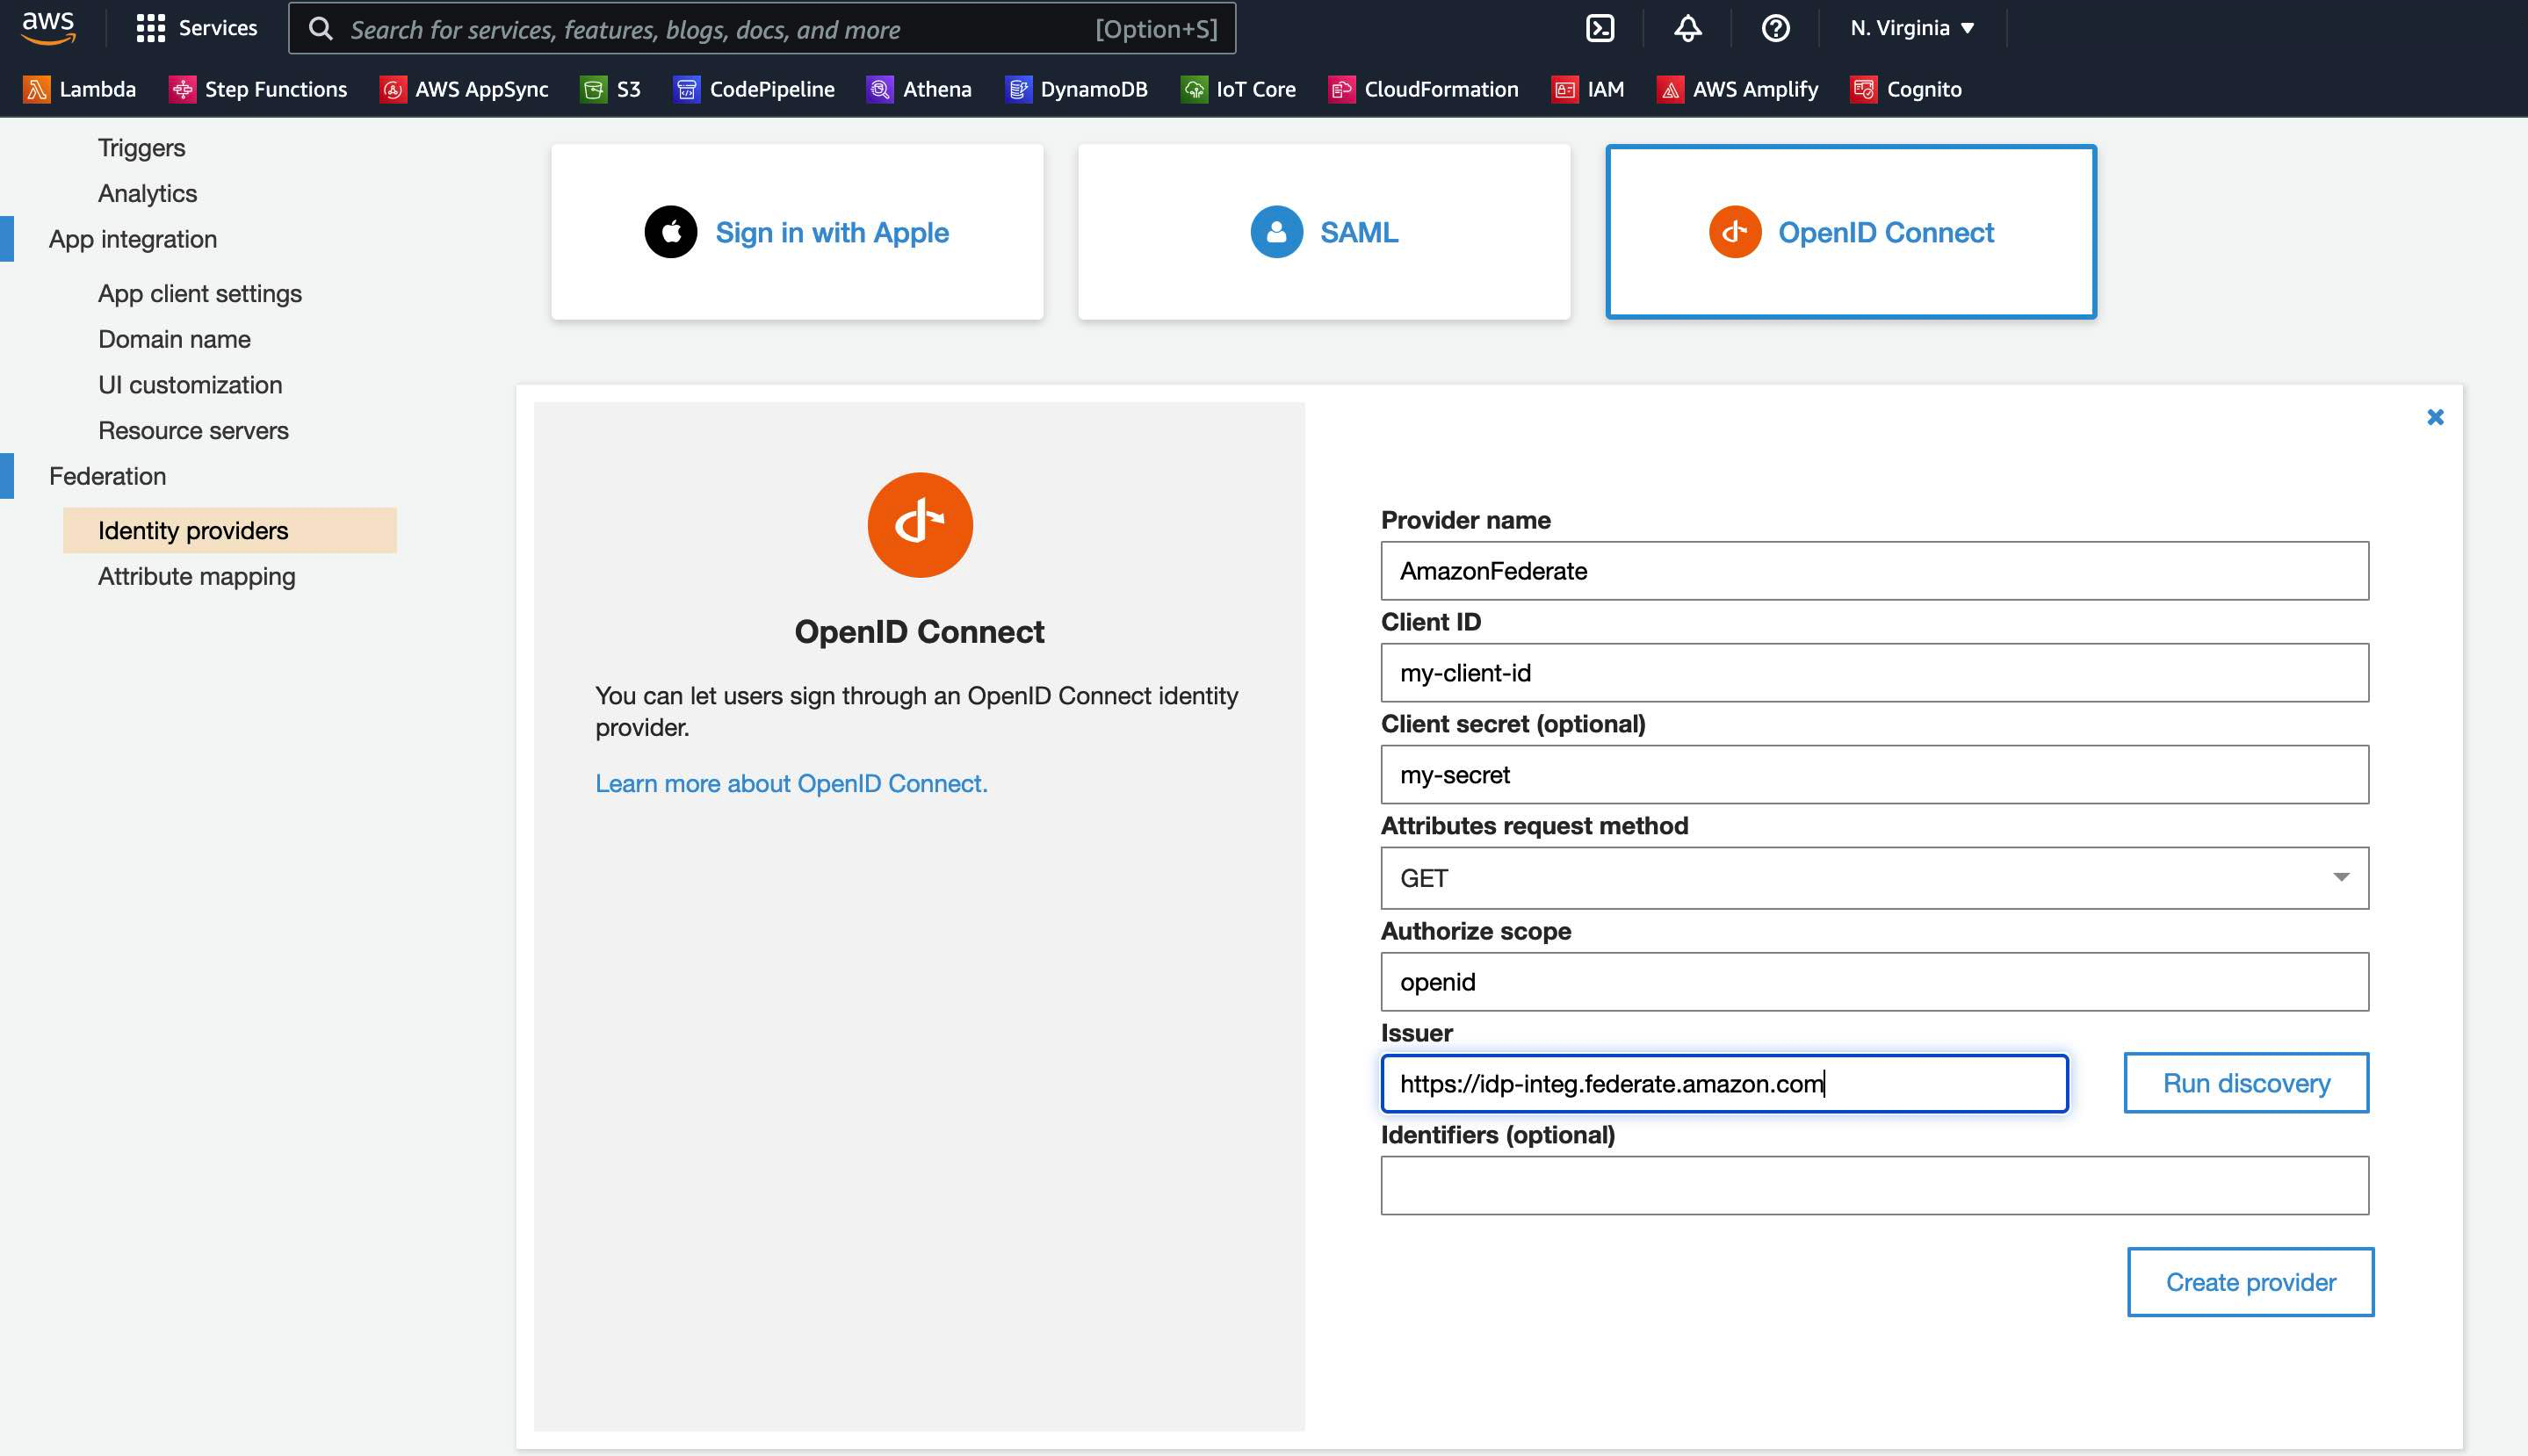 aws Services Search for services, features, blogs, docs, and more [Option+S] N. Virginia
Lambda Step Functions AWS AppSync S3 CodePipeline Athena DynamoDB IoT Core CloudFormation IAM AWS Amplify Cognito
Triggers
Analytics
App integration
App client settings
Domain name
UI customization
Resource servers
Federation
Identity providers
Attribute mapping
Sign in with Apple
SAML
OpenID Connect
OpenID Connect
You can let users sign through an OpenID Connect identity
provider.
Learn more about OpenID Connect.
Provider name
AmazonFederate
Client ID
my-client-id
Client secret (optional)
my-secret
Attributes request method
GET
Authorize scope
openid
Issuer
https://idp-integ.federate.amazon.com
Run discovery
Identifiers (optional)
Create provider